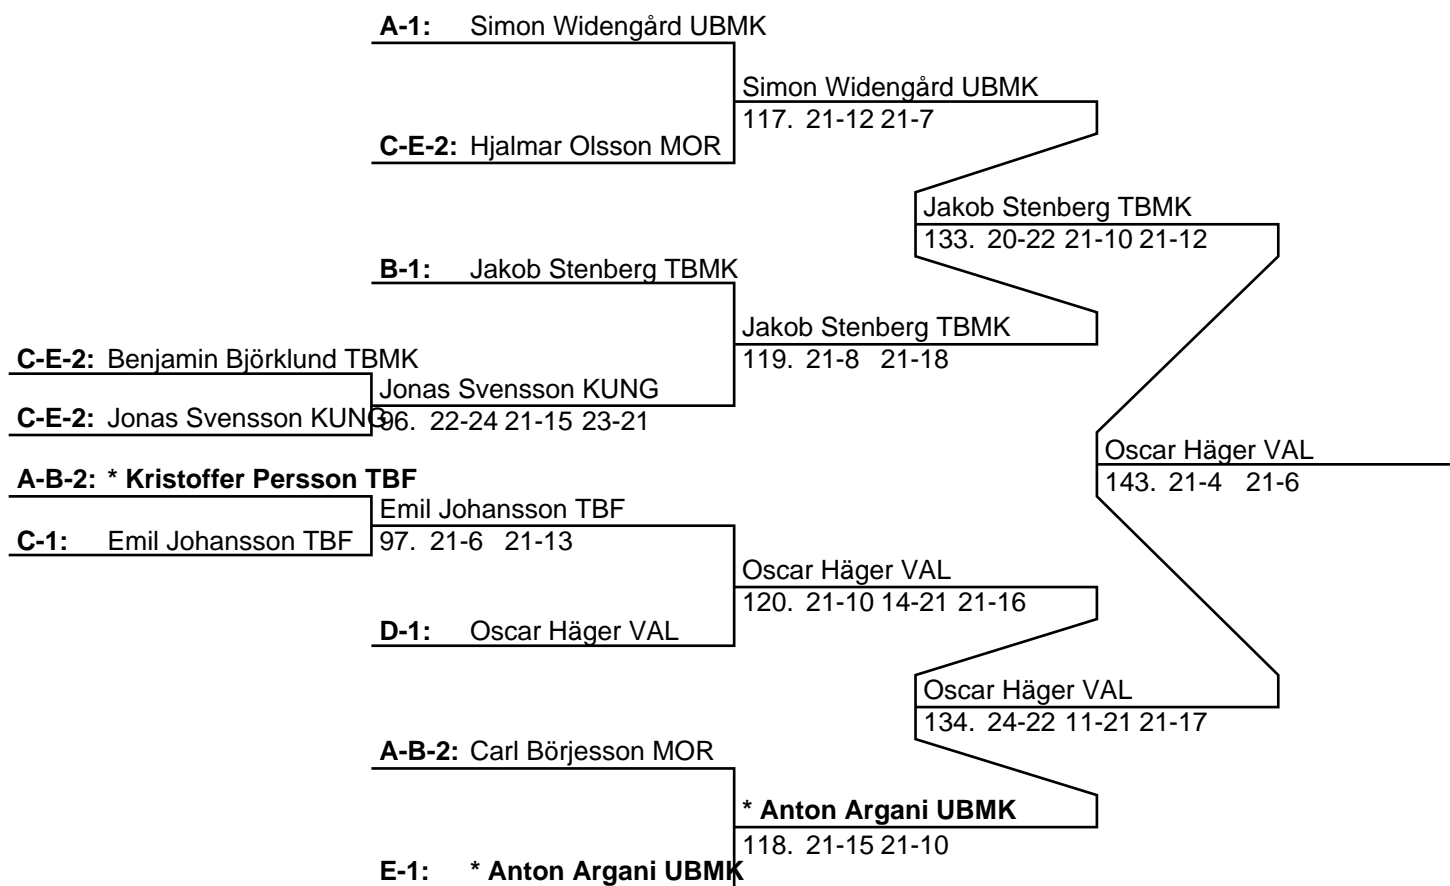 A-1: Simon Widengård UBMK
Simon Widengård UBMK
117. 21-12 21-7
C-E-2: Hjalmar Olsson MOR
Jakob Stenberg TBMK
133. 20-22 21-10 21-12
B-1: Jakob Stenberg TBMK
Jakob Stenberg TBMK
119. 21-8 21-18
C-E-2: Benjamin Björklund TBMK
Jonas Svensson KUNG
96. 22-24 21-15 23-21
C-E-2: Jonas Svensson KUNG
Oscar Häger VAL
143. 21-4 21-6
A-B-2: * Kristoffer Persson TBF
Emil Johansson TBF
97. 21-6 21-13
C-1: Emil Johansson TBF
Oscar Häger VAL
120. 21-10 14-21 21-16
D-1: Oscar Häger VAL
Oscar Häger VAL
134. 24-22 11-21 21-17
A-B-2: Carl Börjesson MOR
* Anton Argani UBMK
118. 21-15 21-10
E-1: * Anton Argani UBMK